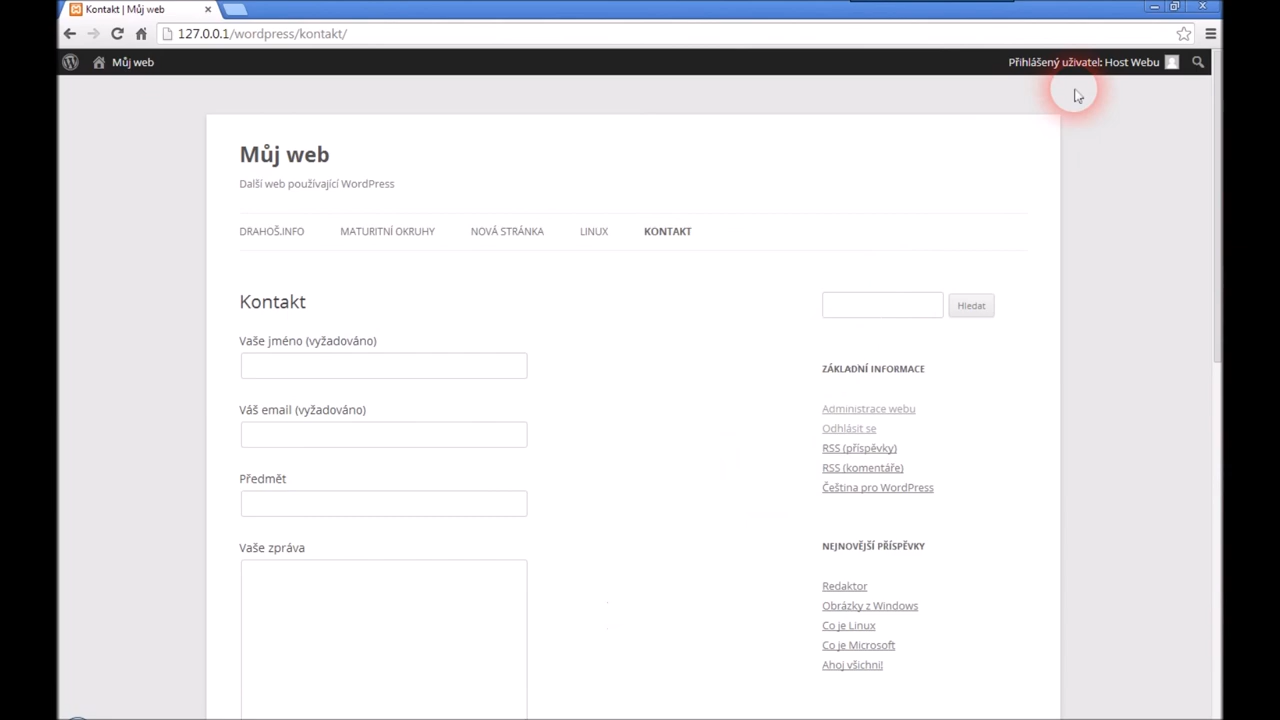 Kontakt | Můj web
127.0.0.1/wordpress/kontakt/
Můj web
Přihlášený uživatel: Host Webu
Můj web
Další web používající WordPress
DRAHOŠ.INFO MATURITNÍ OKRUHY NOVÁ STRÁNKA LINUX KONTAKT
Kontakt
Vaše jméno (vyžadováno)
Váš email (vyžadováno)
Předmět
Vaše zpráva
Hledat
ZÁKLADNÍ INFORMACE
Administrace webu
Odhlásit se
RSS (příspěvky)
RSS (komentáře)
Čeština pro WordPress
NEJNOVĚJŠÍ PŘÍSPĚVKY
Redaktor
Obrázky z Windows
Co je Linux
Co je Microsoft
Ahoj všichni!